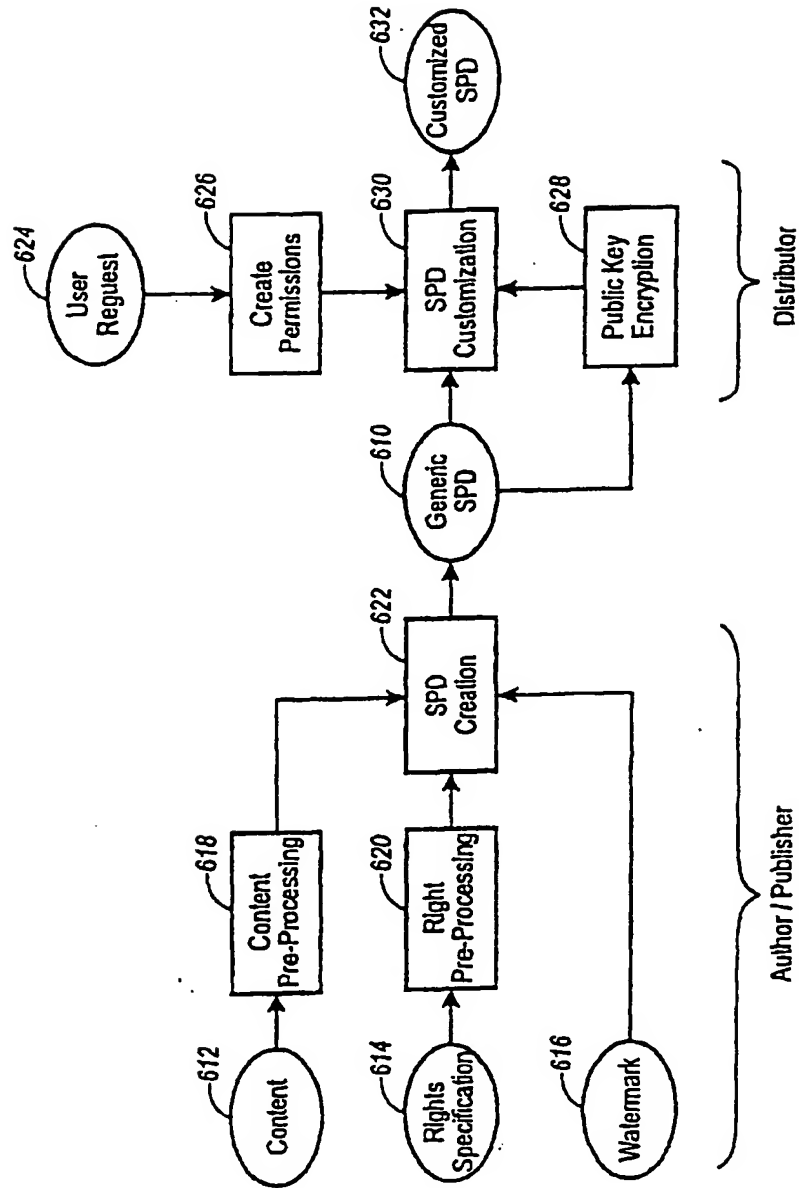 612
Content
618
Content
Pre-Processing
614
Rights
Specification
620
Right
Pre-Processing
616
Watermark
622
SPD
Creation
610
Generic
SPD
624
User
Reguest
626
Create
Permissions
630
SPD
Customization
628
Public Key
Encryption
632
Customized
SPD
Author / Publisher
Distributor